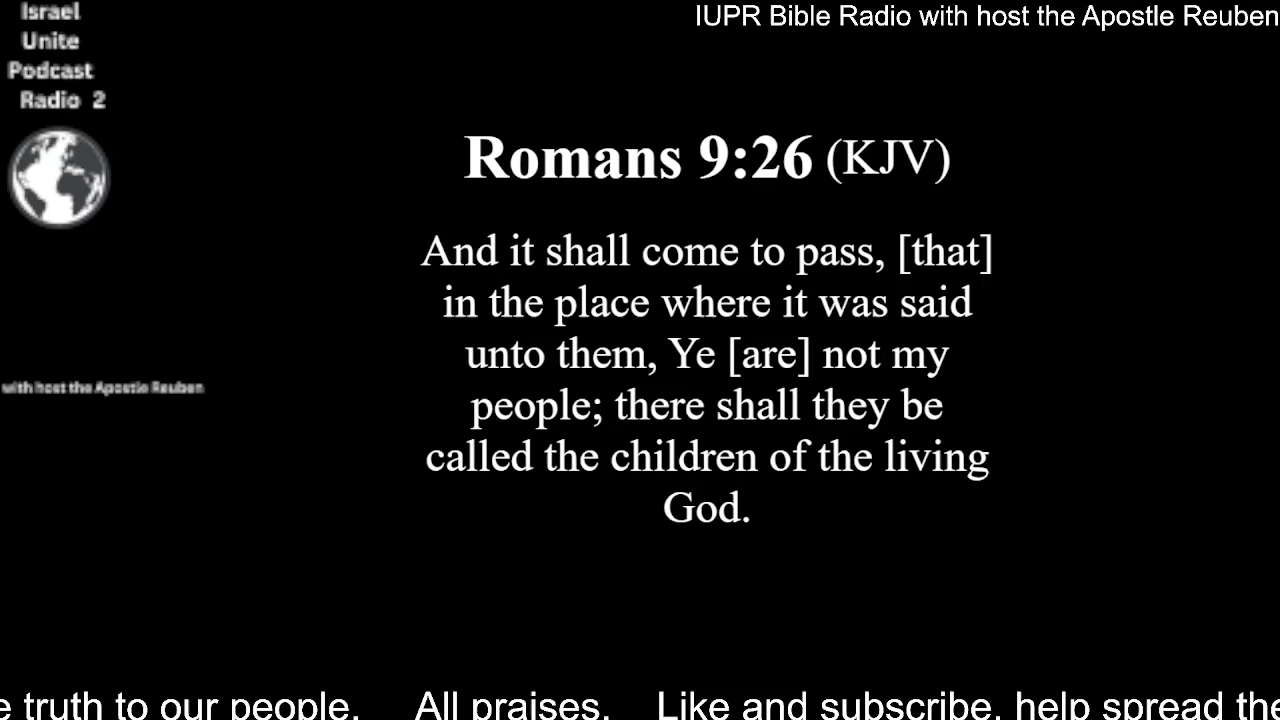 Israel
Unite
Podcast
Radio 2
IUPR Bible Radio with host the Apostle Reuben
Romans 9:26 (KJV)
And it shall come to pass, [that]
in the place where it was said
unto them, Ye [are] not my
people; there shall they be
called the children of the living
God.
with host the Apostle Reuben
e truth to our people. All praises. Like and subscribe, help spread the